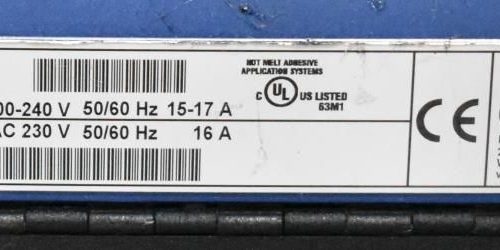 HOT MELT ADHESIVE
APPLICATION SYSTEMS
C UL US LISTED
63M1
00-240 V 50/60 Hz 15-17 A
AC 230 V 50/60 Hz 16 A
CE